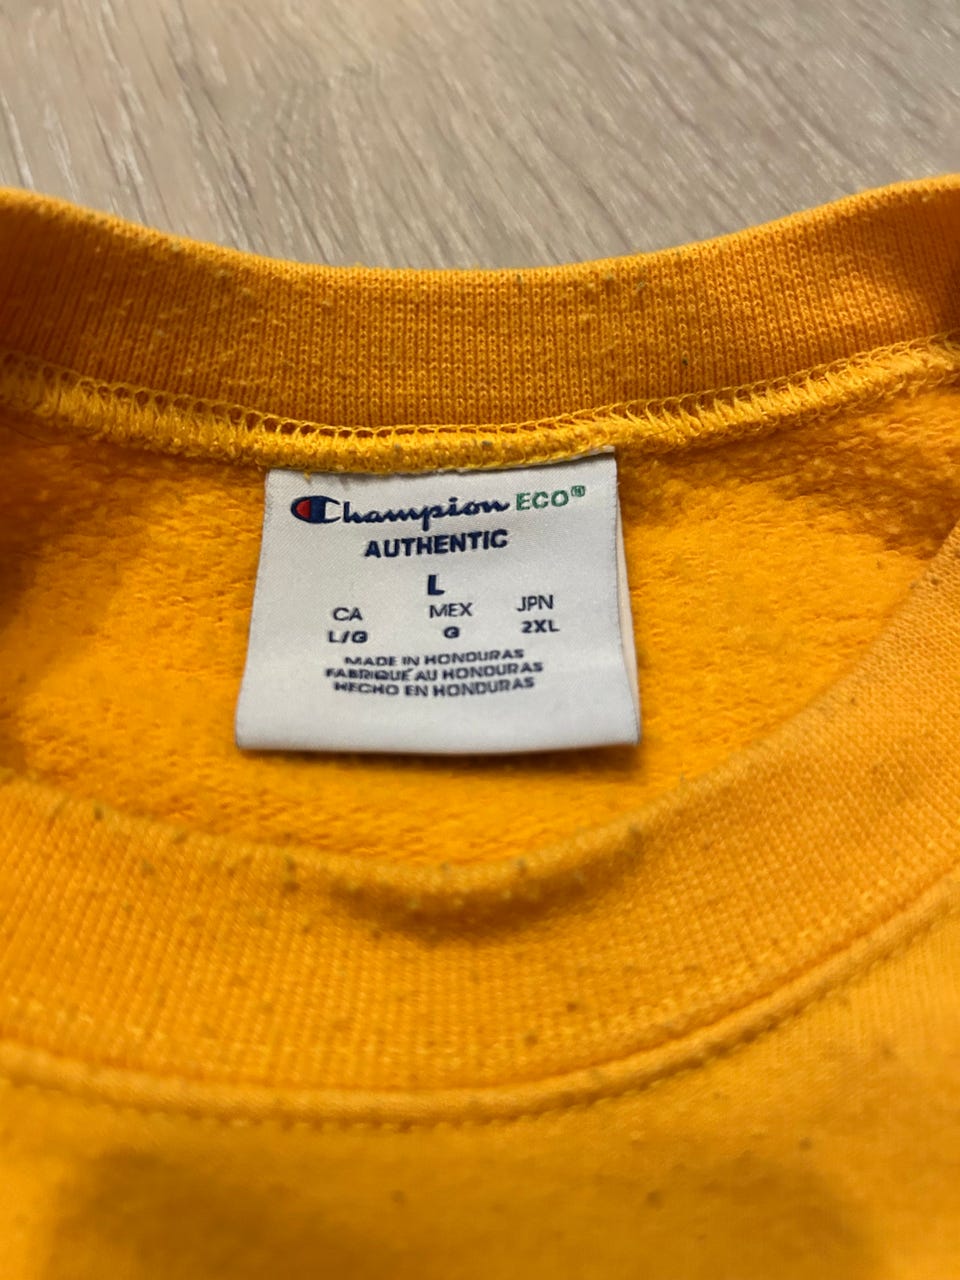 Champion ECO®
AUTHENTIC
L
CA MEX JPN
L/G G 2XL
MADE IN HONDURAS
FABRIQUÉ AU HONDURAS
HECHO EN HONDURAS